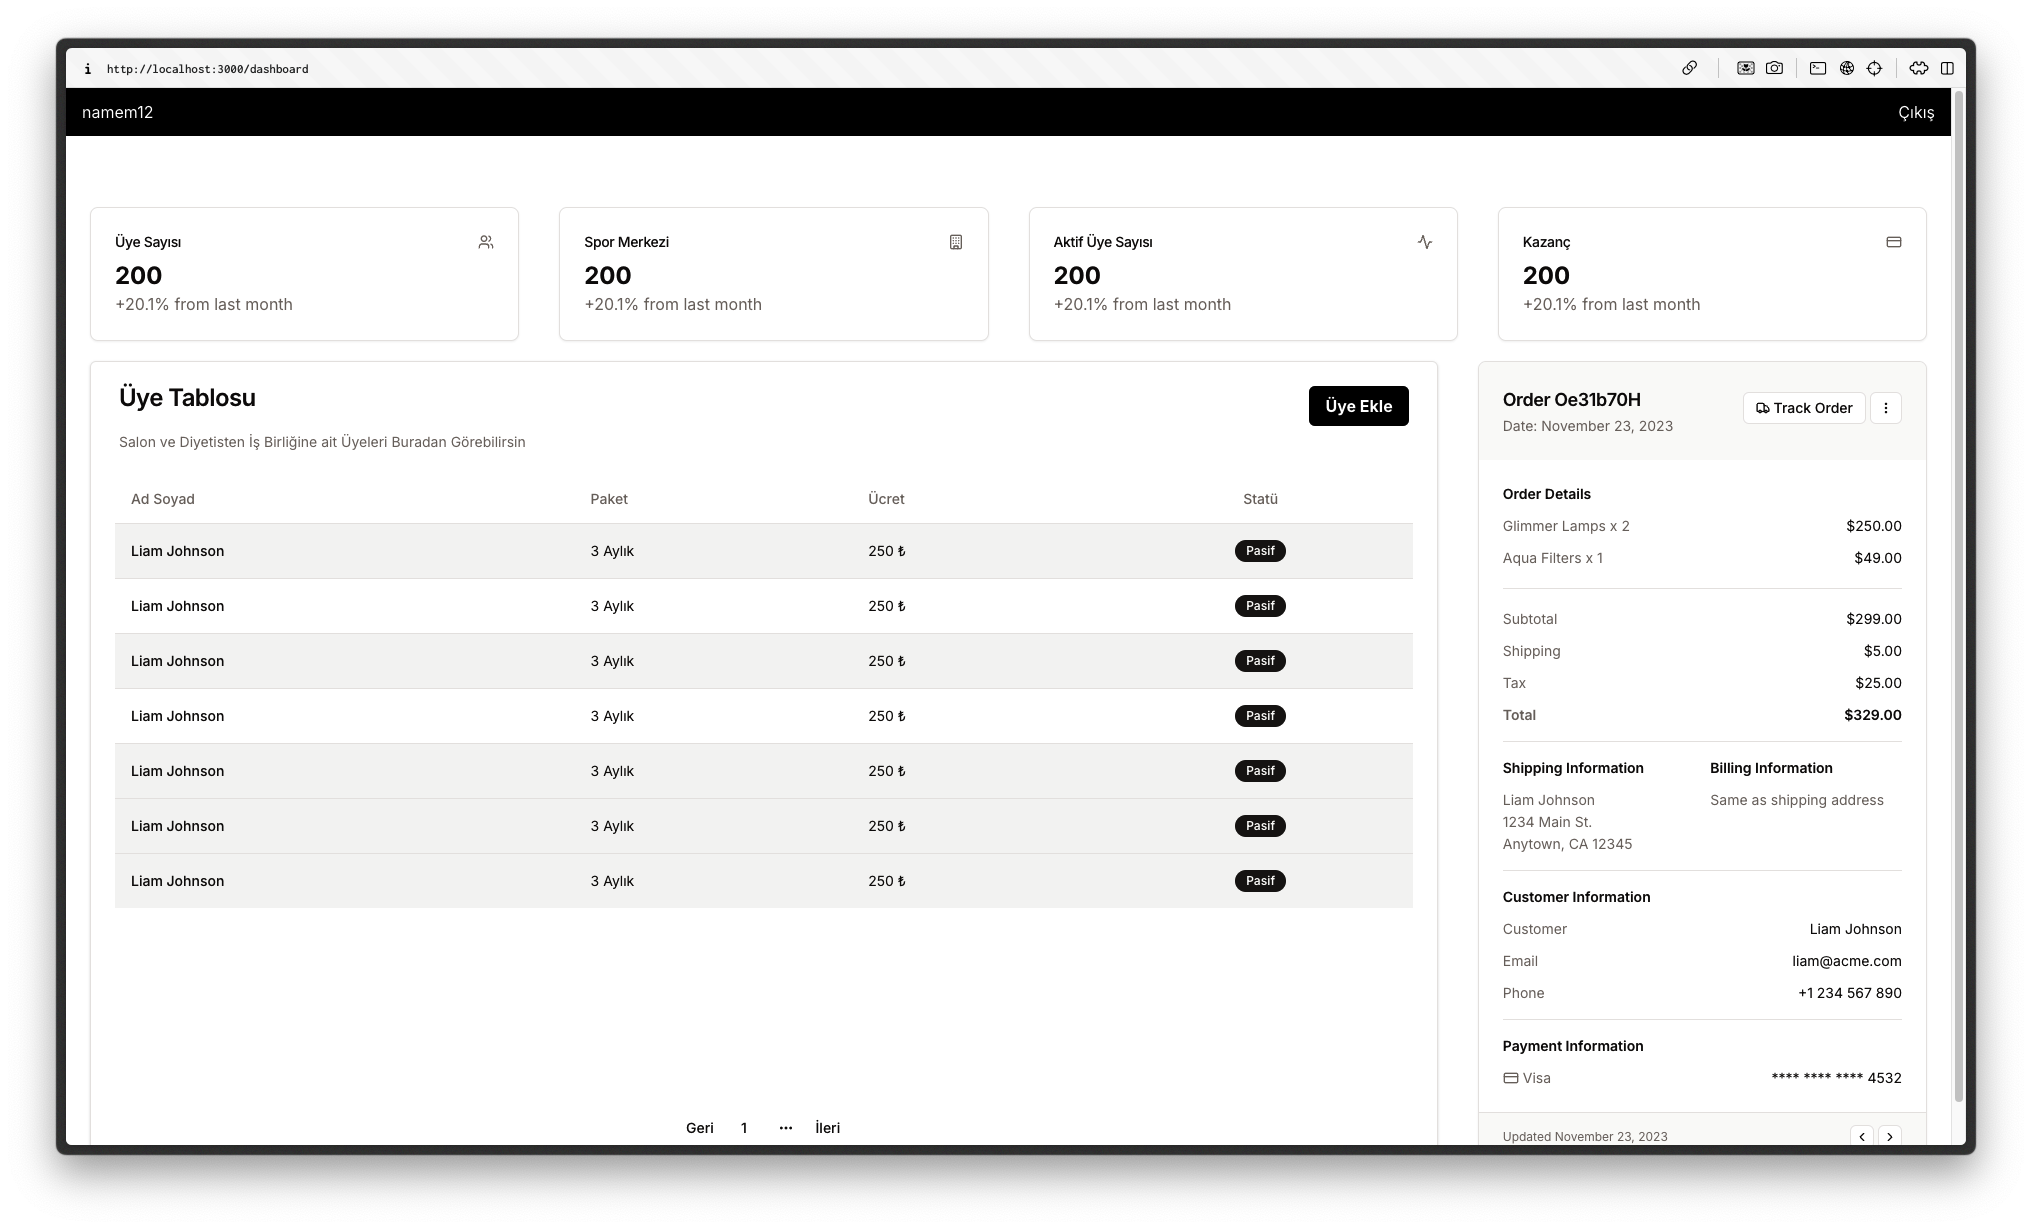 http://localhost:3000/dashboard
namem12
Çıkış
Üye Sayısı
200
+20.1% from last month
Spor Merkezi
200
+20.1% from last month
Aktif Üye Sayısı
200
+20.1% from last month
Kazanç
200
+20.1% from last month
Üye Tablosu
Üye Ekle
Salon ve Diyetisten İş Birliğine ait Üyeleri Buradan Görebilirsin
Ad Soyad Paket Ücret Statü
Liam Johnson 3 Aylık 250 ₺ Pasif
Liam Johnson 3 Aylık 250 ₺ Pasif
Liam Johnson 3 Aylık 250 ₺ Pasif
Liam Johnson 3 Aylık 250 ₺ Pasif
Liam Johnson 3 Aylık 250 ₺ Pasif
Liam Johnson 3 Aylık 250 ₺ Pasif
Liam Johnson 3 Aylık 250 ₺ Pasif
Geri 1 ••• İleri
Order Oe31b70H
Track Order
Date: November 23, 2023
Order Details
Glimmer Lamps x 2 $250.00
Aqua Filters x 1 $49.00
Subtotal $299.00
Shipping $5.00
Tax $25.00
Total $329.00
Shipping Information
Liam Johnson
1234 Main St.
Anytown, CA 12345
Billing Information
Same as shipping address
Customer Information
Customer Liam Johnson
Email liam@acme.com
Phone +1 234 567 890
Payment Information
Visa **** **** **** 4532
Updated November 23, 2023